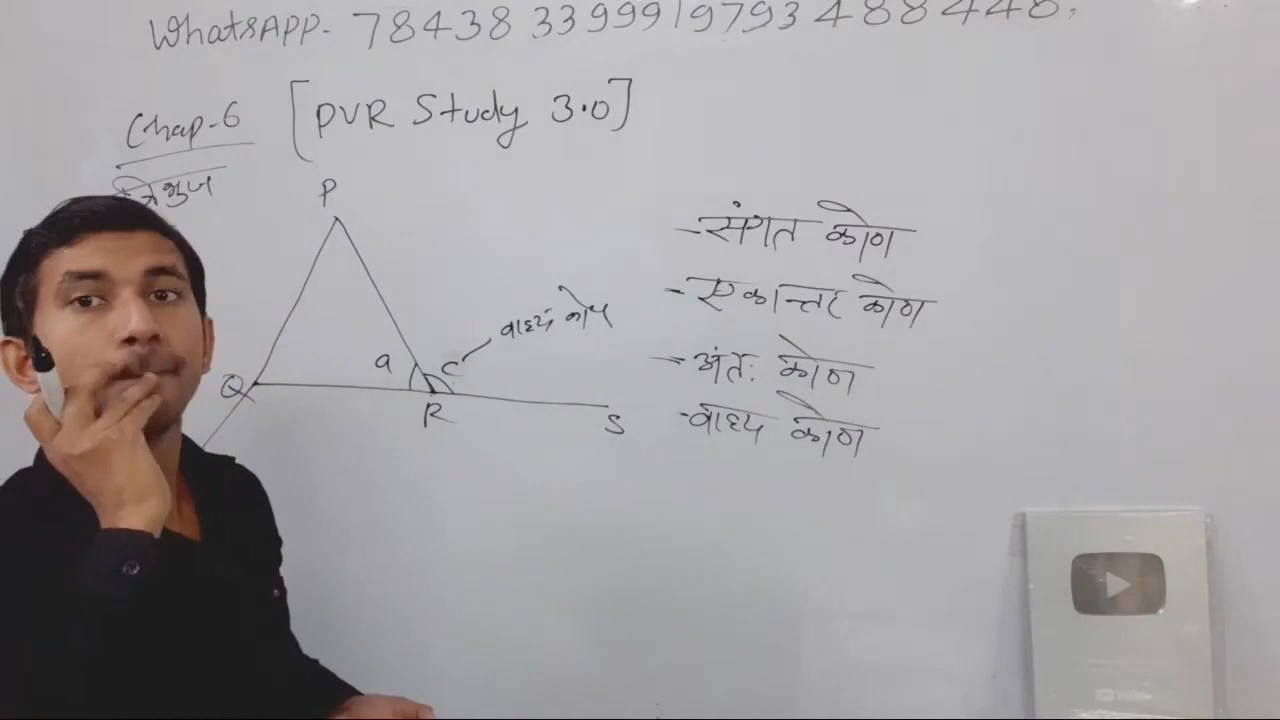 WhatsAPP- 7843833999 / 9793488448,
Chap-6 [PVR Study 3.0]
त्रिभुज
P
-संगत कोण
-एकान्तर कोण
वाह्य कोण
-अंतः कोण
a C
Q R S
-वाह्य कोण